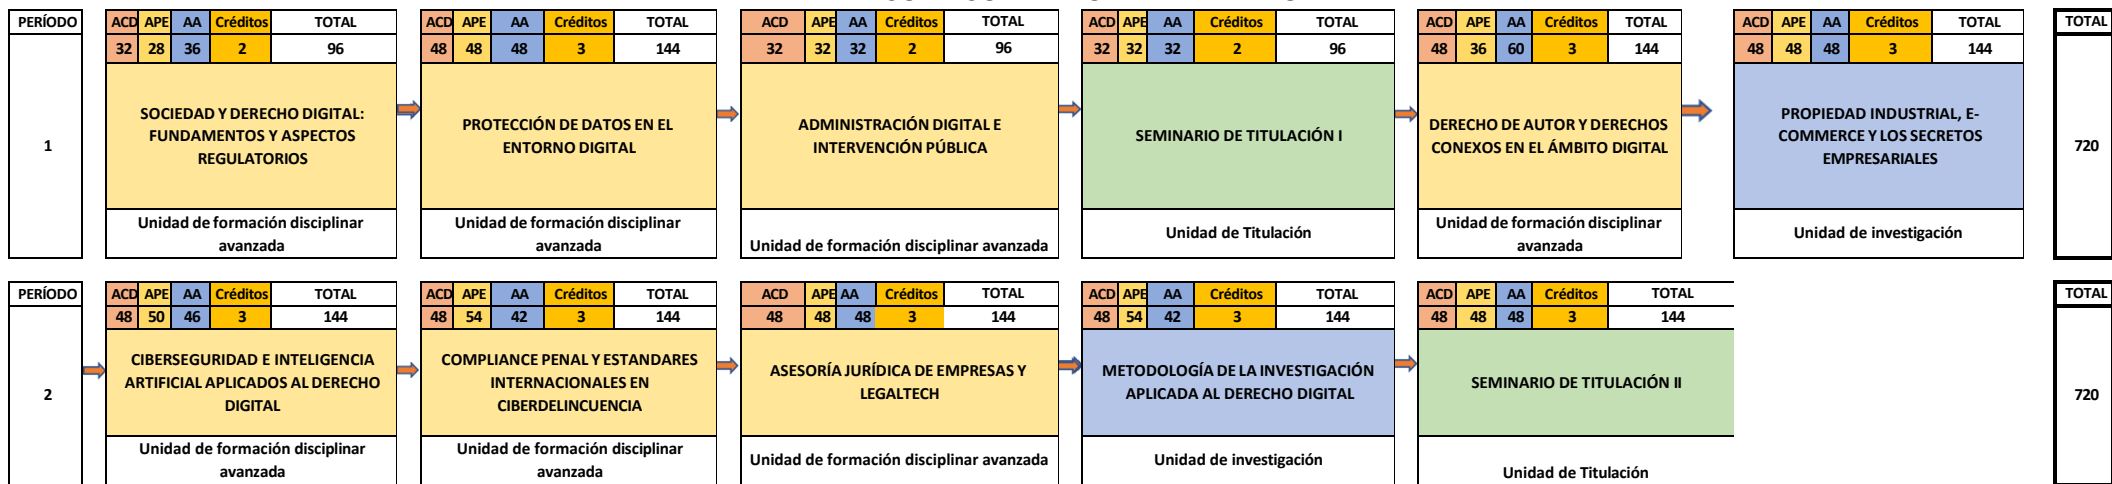 PERÍODO ACD APE AA Créditos TOTAL ACD APE AA Créditos TOTAL ACD APE AA Créditos TOTAL ACD APE AA Créditos TOTAL ACD APE AA Créditos TOTAL ACD APE AA Créditos TOTAL TOTAL
32 28 36 2 96 48 48 48 3 144 32 32 32 2 96 32 32 32 2 96 48 36 60 3 144 48 48 48 3 144
1
SOCIEDAD Y DERECHO DIGITAL:
FUNDAMENTOS Y ASPECTOS
REGULATORIOS
PROTECCIÓN DE DATOS EN EL
ENTORNO DIGITAL
ADMINISTRACIÓN DIGITAL E
INTERVENCIÓN PÚBLICA
SEMINARIO DE TITULACIÓN I
DERECHO DE AUTOR Y DERECHOS
CONEXOS EN EL ÁMBITO DIGITAL
PROPIEDAD INDUSTRIAL, E-
COMMERCE Y LOS SECRETOS
EMPRESARIALES
720
Unidad de formación disciplinar
avanzada
Unidad de formación disciplinar
avanzada
Unidad de formación disciplinar avanzada
Unidad de Titulación
Unidad de formación disciplinar
avanzada
Unidad de investigación
PERÍODO ACD APE AA Créditos TOTAL ACD APE AA Créditos TOTAL ACD APE AA Créditos TOTAL ACD APE AA Créditos TOTAL ACD APE AA Créditos TOTAL TOTAL
48 50 46 3 144 48 54 42 3 144 48 48 48 3 144 48 54 42 3 144 48 48 48 3 144
2
CIBERSEGURIDAD E INTELIGENCIA
ARTIFICIAL APLICADOS AL DERECHO
DIGITAL
COMPLIANCE PENAL Y ESTANDARES
INTERNACIONALES EN
CIBERDELINCUENCIA
ASESORÍA JURÍDICA DE EMPRESAS Y
LEGALTECH
METODOLOGÍA DE LA INVESTIGACIÓN
APLICADA AL DERECHO DIGITAL
SEMINARIO DE TITULACIÓN II
720
Unidad de formación disciplinar
avanzada
Unidad de formación disciplinar
avanzada
Unidad de formación disciplinar avanzada
Unidad de investigación
Unidad de Titulación